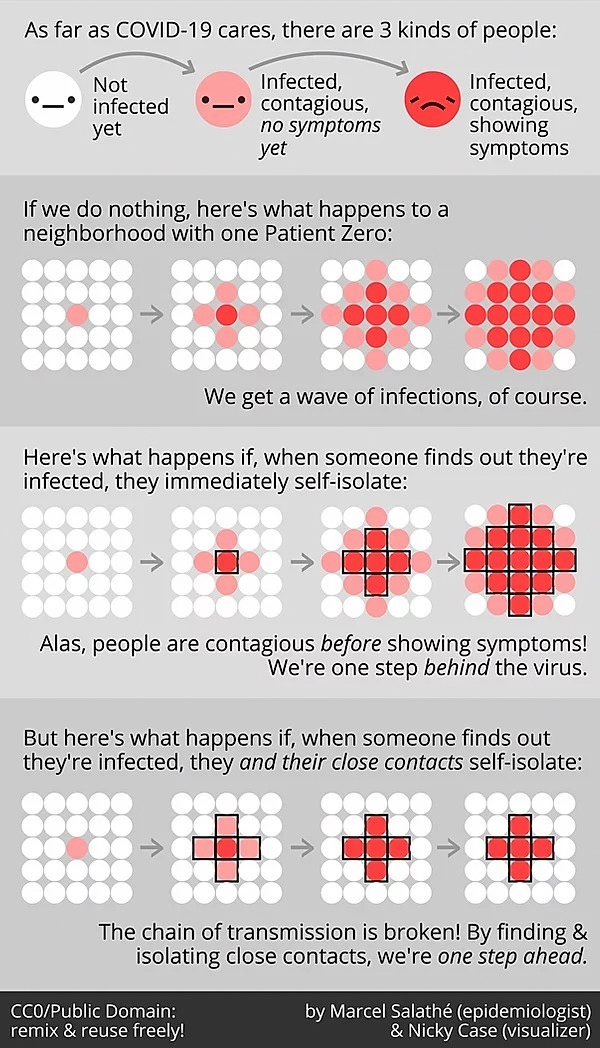 As far as COVID-19 cares, there are 3 kinds of people:
Not
infected
yet
Infected,
contagious,
no symptoms
yet
Infected,
contagious,
showing
symptoms
If we do nothing, here's what happens to a
neighborhood with one Patient Zero:
We get a wave of infections, of course.
Here's what happens if, when someone finds out they're
infected, they immediately self-isolate:
Alas, people are contagious before showing symptoms!
We're one step behind the virus.
But here's what happens if, when someone finds out
they're infected, they and their close contacts self-isolate:
The chain of transmission is broken! By finding &
isolating close contacts, we're one step ahead.
CC0/Public Domain:
remix & reuse freely!
by Marcel Salathé (epidemiologist)
& Nicky Case (visualizer)